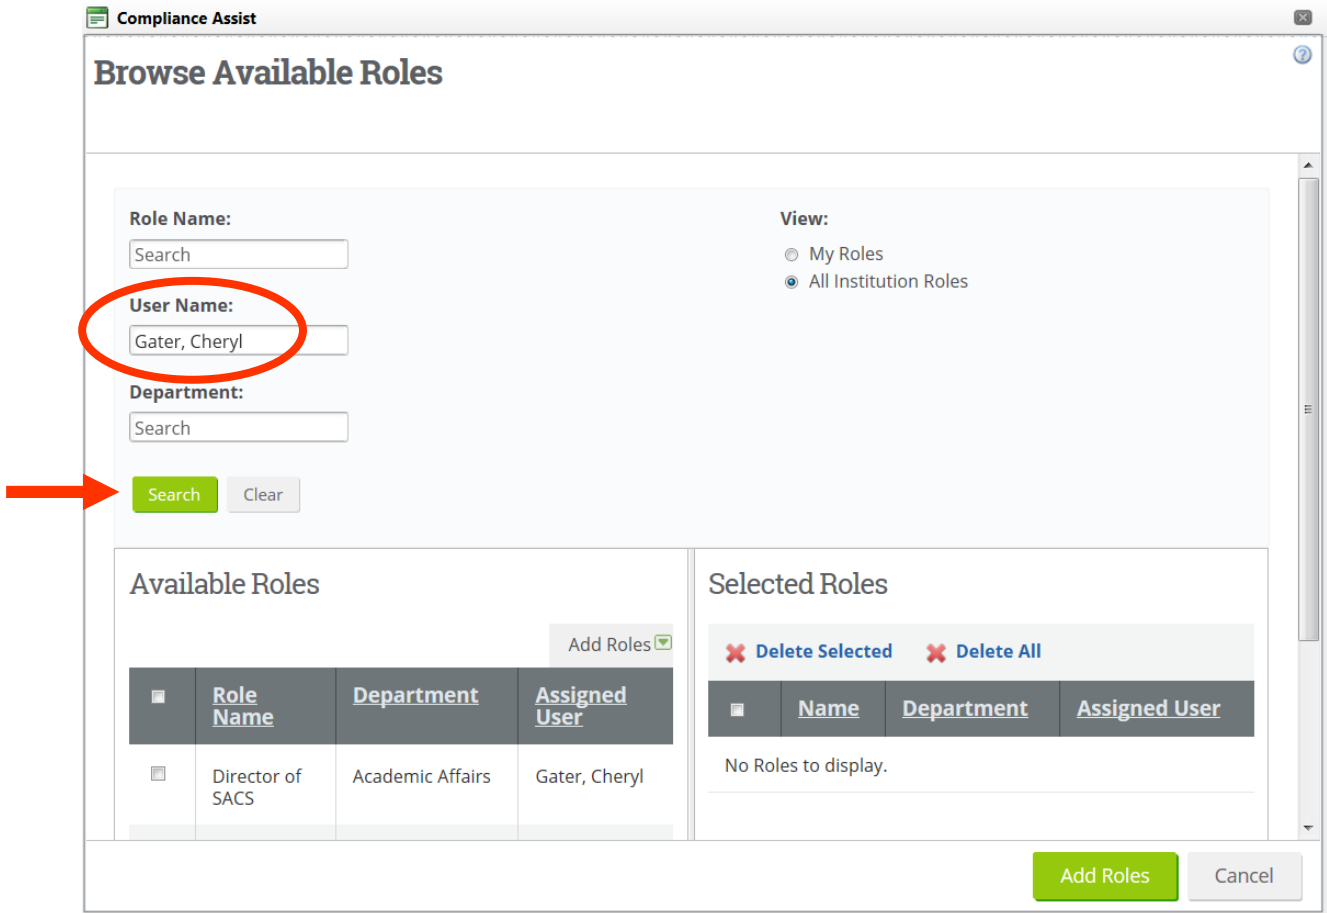 Compliance Assist
Browse Available Roles
Role Name:
Search
User Name:
Gater, Cheryl
Department:
Search
Search Clear
View:
My Roles
All Institution Roles
Available Roles
Add Roles
Role
Name
Department
Assigned
User
Director of
SACS
Academic Affairs
Gater, Cheryl
Selected Roles
Delete Selected Delete All
Name Department Assigned User
No Roles to display.
Add Roles Cancel